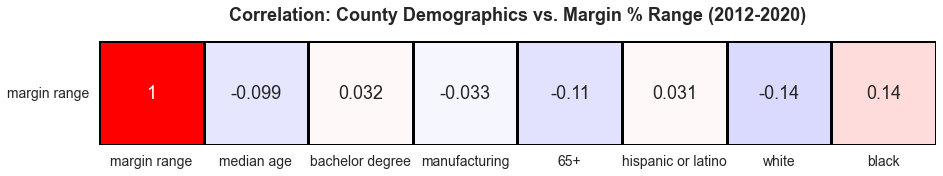 Correlation: County Demographics vs. Margin % Range (2012-2020)
margin range 1 -0.099 0.032 -0.033 -0.11 0.031 -0.14 0.14
margin range median age bachelor degree manufacturing 65+ hispanic or latino white black